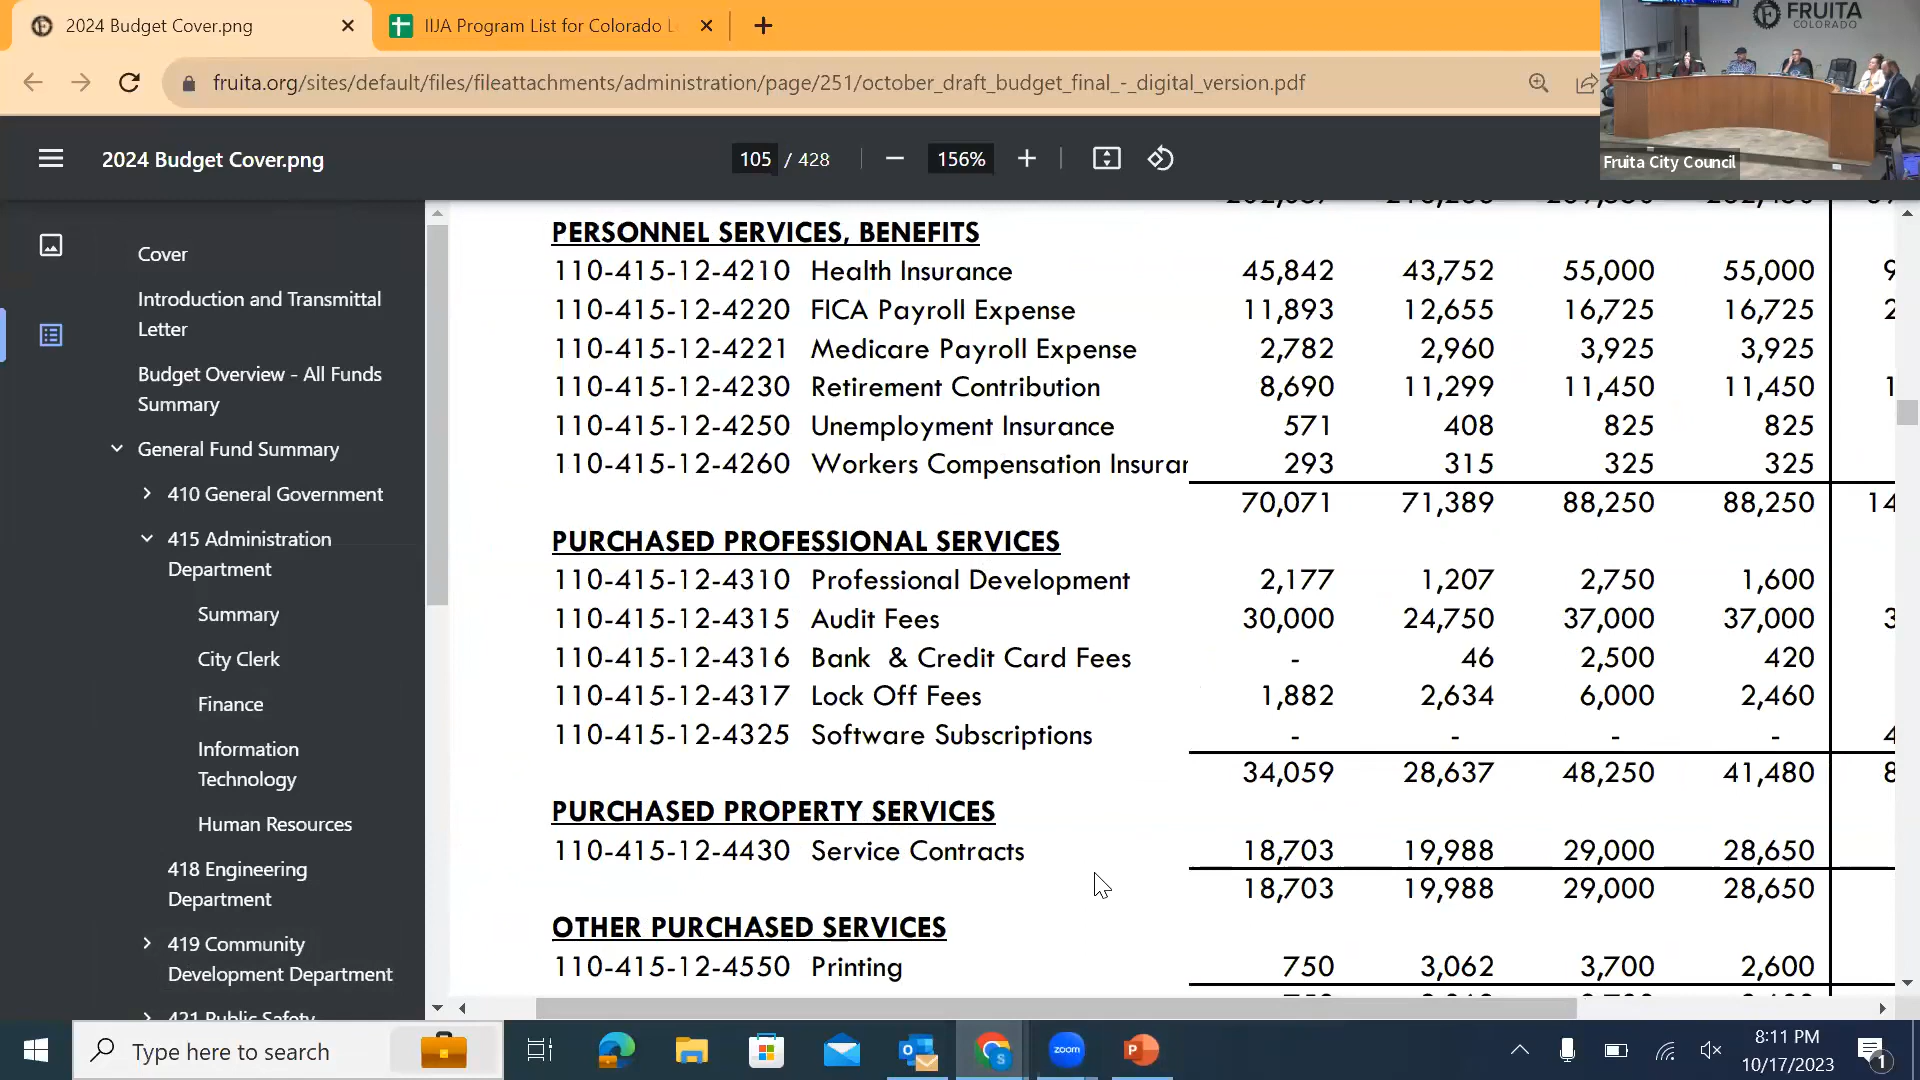 2024 Budget Cover.png
IIJA Program List for Colorado L
FRUITA
COLORADO
fruita.org/sites/default/files/fileattachments/administration/page/251/october_draft_budget_final_-_digital_version.pdf
2024 Budget Cover.png
105 / 428
156%
Fruita City Council
Cover
Introduction and Transmittal
Letter
Budget Overview - All Funds
Summary
General Fund Summary
410 General Government
415 Administration
Department
Summary
City Clerk
Finance
Information
Technology
Human Resources
418 Engineering
Department
419 Community
Development Department
421 Public Safety
PERSONNEL SERVICES, BENEFITS
110-415-12-4210 Health Insurance 45,842 43,752 55,000 55,000 9
110-415-12-4220 FICA Payroll Expense 11,893 12,655 16,725 16,725 2
110-415-12-4221 Medicare Payroll Expense 2,782 2,960 3,925 3,925
110-415-12-4230 Retirement Contribution 8,690 11,299 11,450 11,450 1
110-415-12-4250 Unemployment Insurance 571 408 825 825
110-415-12-4260 Workers Compensation Insurar 293 315 325 325
70,071 71,389 88,250 88,250 14
PURCHASED PROFESSIONAL SERVICES
110-415-12-4310 Professional Development 2,177 1,207 2,750 1,600
110-415-12-4315 Audit Fees 30,000 24,750 37,000 37,000 3
110-415-12-4316 Bank & Credit Card Fees - 46 2,500 420
110-415-12-4317 Lock Off Fees 1,882 2,634 6,000 2,460
110-415-12-4325 Software Subscriptions - - - - 4
34,059 28,637 48,250 41,480 8
PURCHASED PROPERTY SERVICES
110-415-12-4430 Service Contracts 18,703 19,988 29,000 28,650
18,703 19,988 29,000 28,650
OTHER PURCHASED SERVICES
110-415-12-4550 Printing 750 3,062 3,700 2,600
Type here to search
zoom
8:11 PM
10/17/2023
1